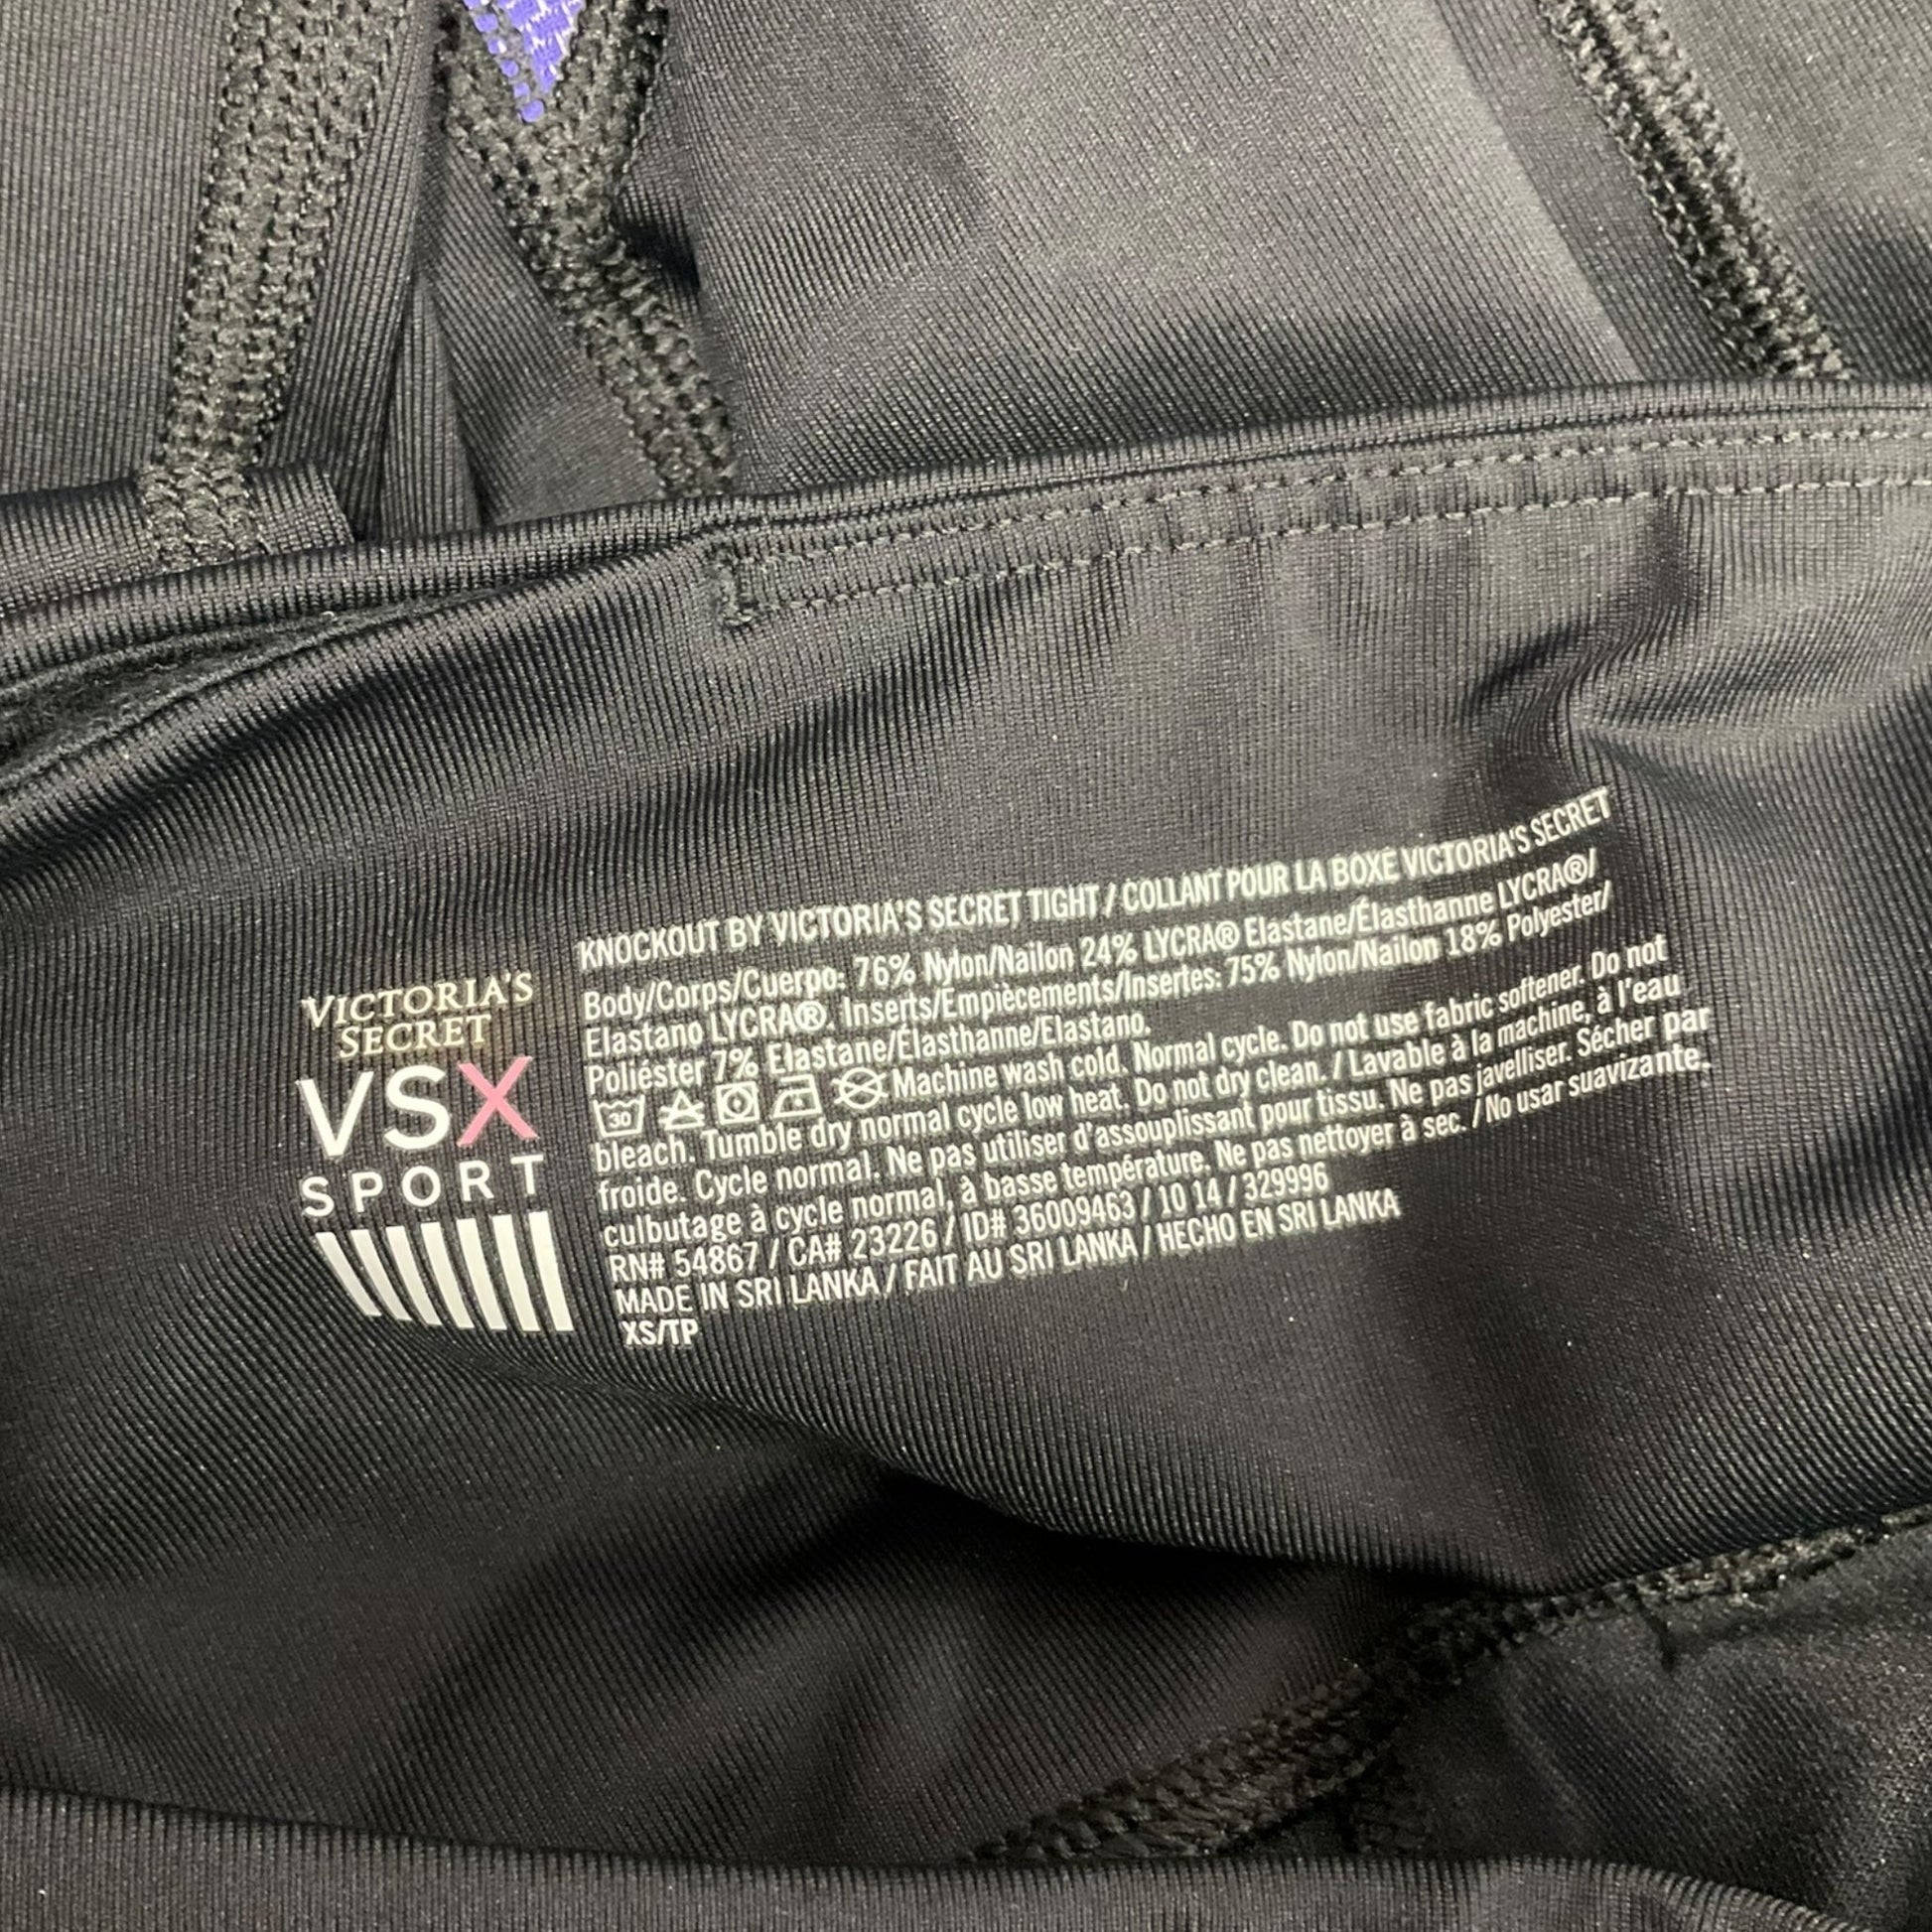 VICTORIA'S
SECRET
VSX
SPORT
KNOCKOUT BY VICTORIA'S SECRET TIGHT / COLLANT POUR LA BOXE VICTORIA'S SECRET
Body/Corps/Cuerpo: 76% Nylon/Nailon 24% LYCRA® Elastane/Élasthanne LYCRA®/
Elastano LYCRA®. Inserts/Empiècements/Insertes: 75% Nylon/Nailon 18% Polyester/
Poliéster 7% Elastane/Élasthanne/Elastano.
30 Machine wash cold. Normal cycle. Do not use fabric softener. Do not
bleach. Tumble dry normal cycle low heat. Do not dry clean. / Lavable à la machine, à l'eau
froide. Cycle normal. Ne pas utiliser d'assouplissant pour tissu. Ne pas javelliser. Sécher par
culbutage à cycle normal, à basse température. Ne pas nettoyer à sec. / No usar suavizante.
RN# 54867 / CA# 23226 / ID# 36009463 / 10 14 / 329996
MADE IN SRI LANKA / FAIT AU SRI LANKA / HECHO EN SRI LANKA
XS/TP